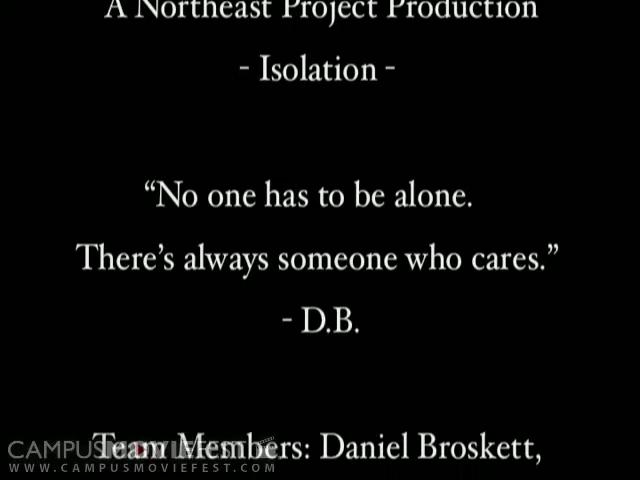 A Northeast Project Production
- Isolation -
“No one has to be alone.
There’s always someone who cares.”
- D.B.
Team Members: Daniel Broskett,
CAMPUSMOVIEFEST
WWW.CAMPUSMOVIEFEST.COM